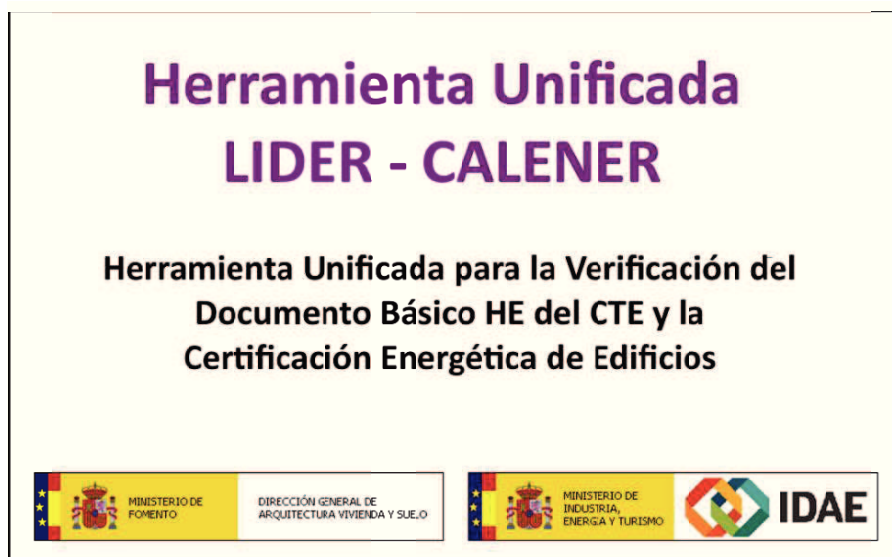 Herramienta Unificada
LIDER - CALENER
Herramienta Unificada para la Verificación del
Documento Básico HE del CTE y la
Certificación Energética de Edificios
MINISTERIO DE
FOMENTO
DIRECCIÓN GENERAL DE
ARQUITECTURA VIVIENDA Y SUELO
MINISTERIO DE
INDUSTRIA,
ENERGÍA Y TURISMO
IDAE